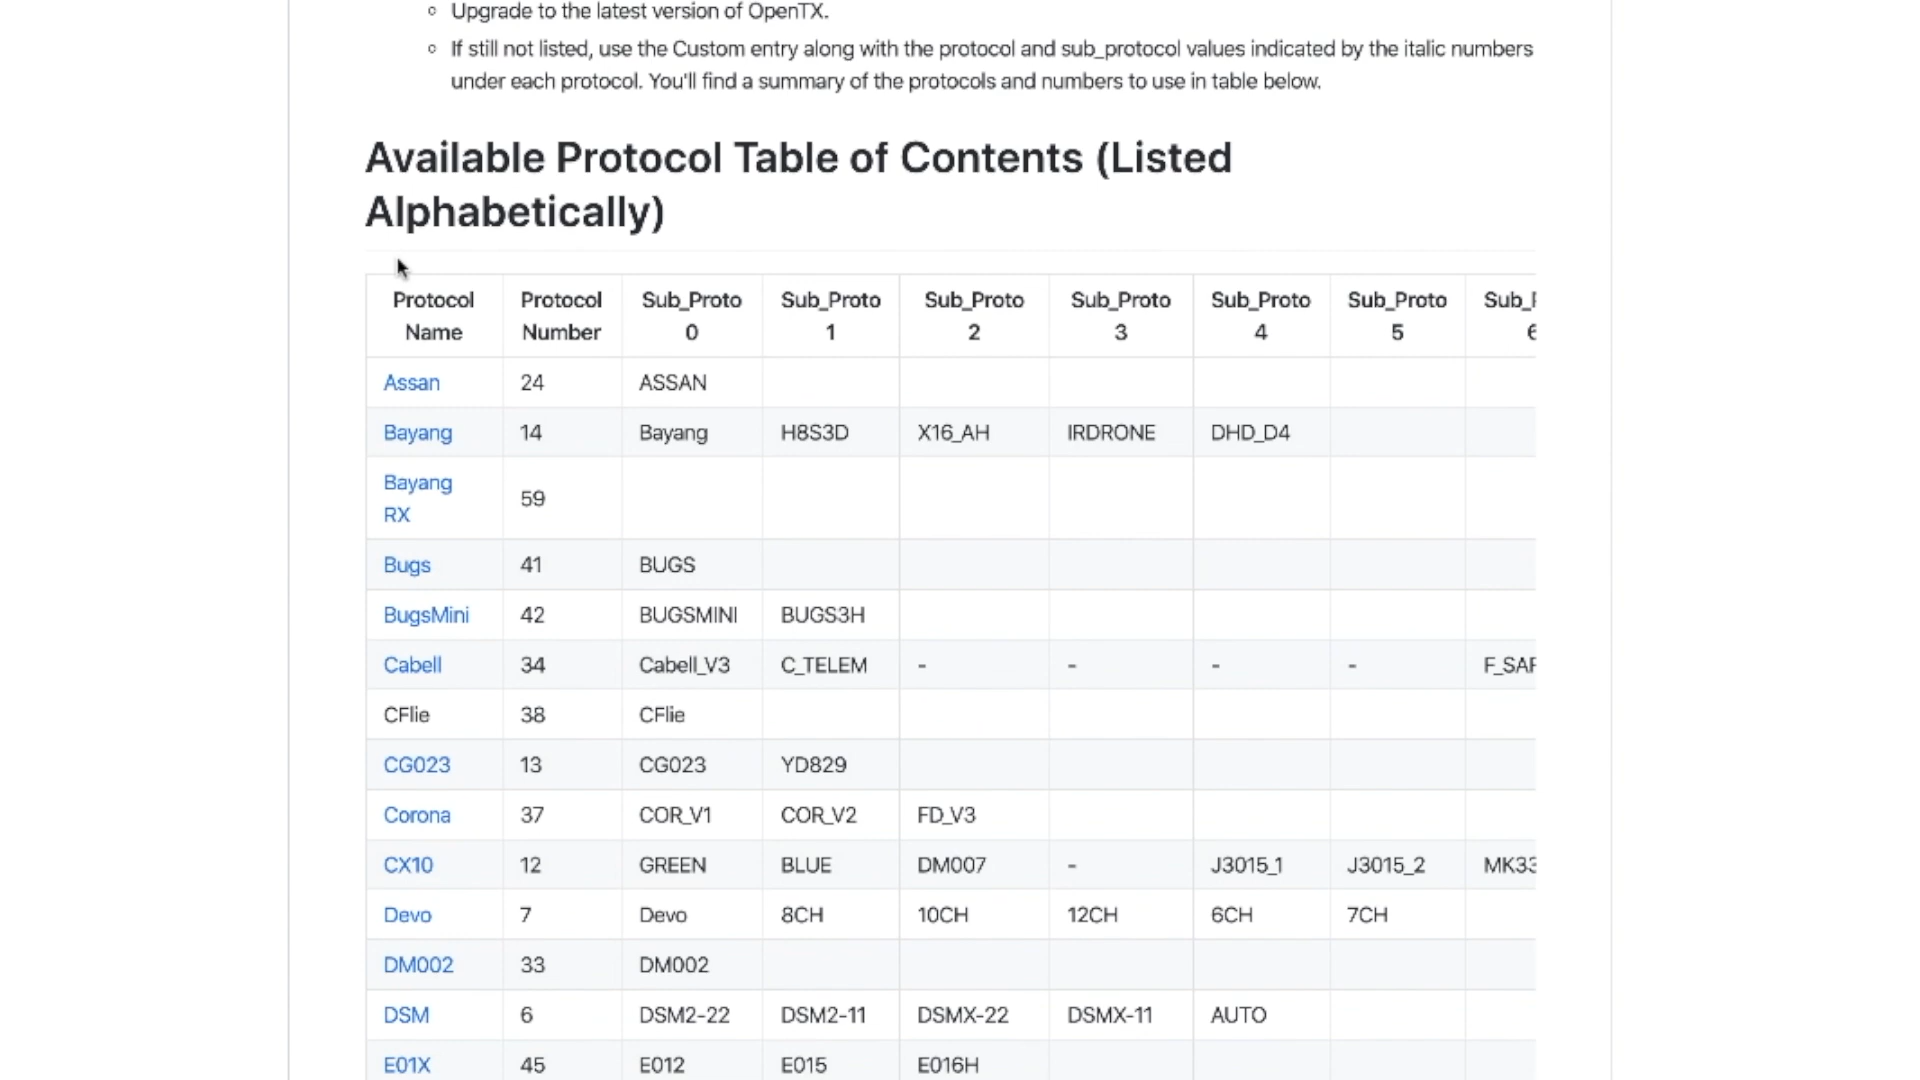 Upgrade to the latest version of OpenTX.
If still not listed, use the Custom entry along with the protocol and sub_protocol values indicated by the italic numbers
under each protocol. You'll find a summary of the protocols and numbers to use in table below.
Available Protocol Table of Contents (Listed
Alphabetically)
Protocol Name Protocol Number Sub_Proto 0 Sub_Proto 1 Sub_Proto 2 Sub_Proto 3 Sub_Proto 4 Sub_Proto 5
Assan 24 ASSAN
Bayang 14 Bayang H8S3D X16_AH IRDRONE DHD_D4
Bayang RX 59
Bugs 41 BUGS
BugsMini 42 BUGSMINI BUGS3H
Cabell 34 Cabell_V3 C_TELEM - - - -
CFlie 38 CFlie
CG023 13 CG023 YD829
Corona 37 COR_V1 COR_V2 FD_V3
CX10 12 GREEN BLUE DM007 - J3015_1 J3015_2 MK33
Devo 7 Devo 8CH 10CH 12CH 6CH 7CH
DM002 33 DM002
DSM 6 DSM2-22 DSM2-11 DSMX-22 DSMX-11 AUTO
E01X 45 E012 E015 E016H